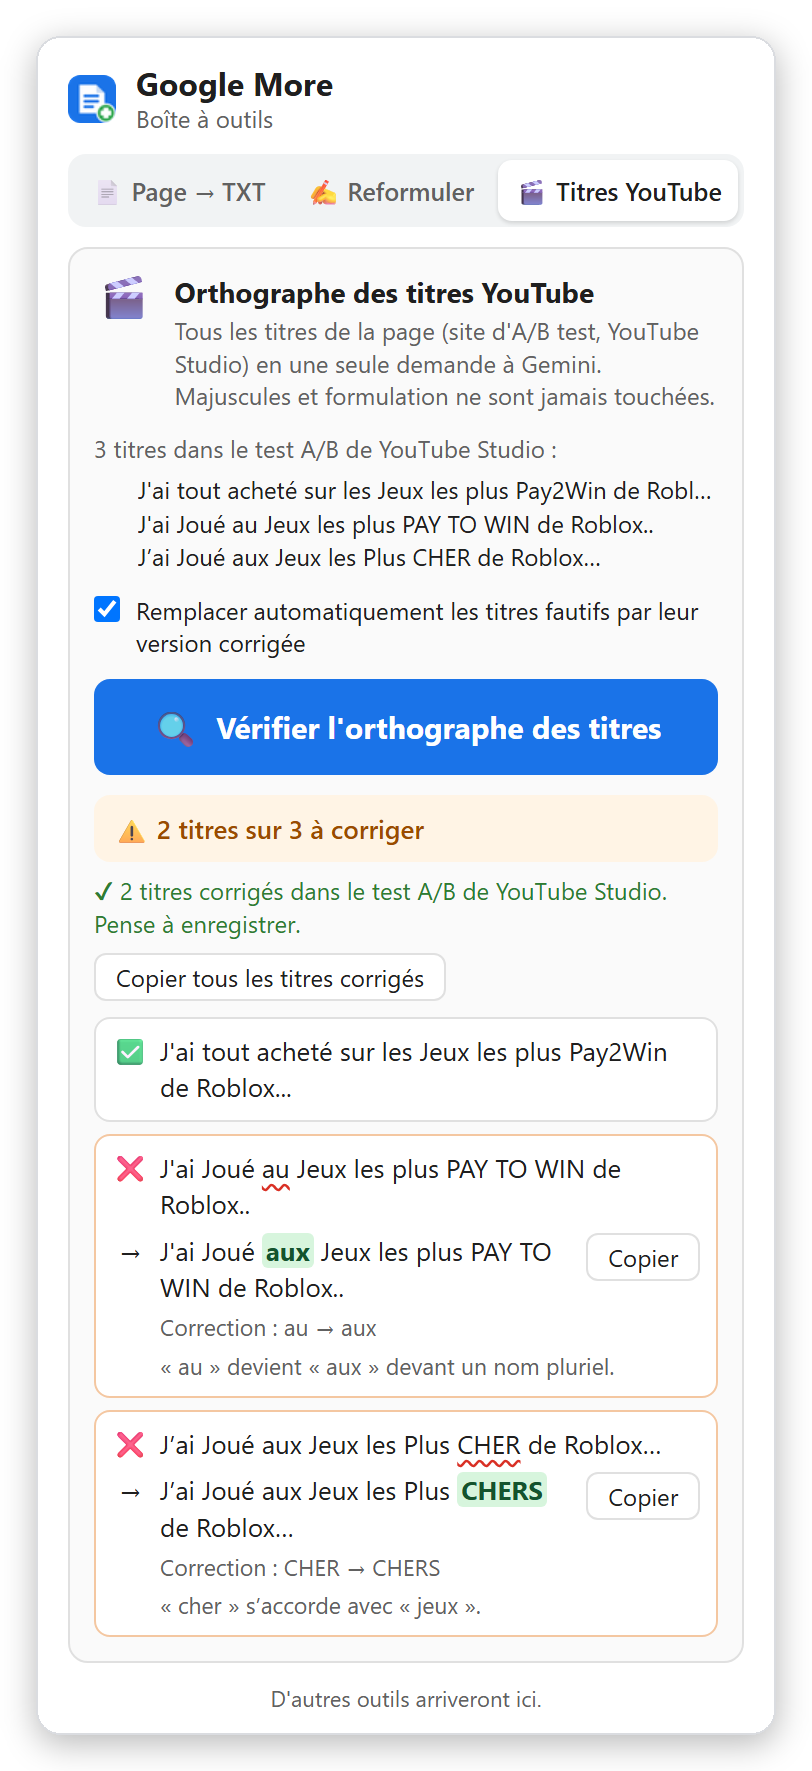 Google More
Boîte à outils
Page → TXT
Reformuler
Titres YouTube
Orthographe des titres YouTube
Tous les titres de la page (site d'A/B test, YouTube
Studio) en une seule demande à Gemini.
Majuscules et formulation ne sont jamais touchées.
3 titres dans le test A/B de YouTube Studio :
J'ai tout acheté sur les Jeux les plus Pay2Win de Robl...
J'ai Joué au Jeux les plus PAY TO WIN de Roblox..
J’ai Joué aux Jeux les Plus CHER de Roblox...
Remplacer automatiquement les titres fautifs par leur
version corrigée
Vérifier l'orthographe des titres
2 titres sur 3 à corriger
✓ 2 titres corrigés dans le test A/B de YouTube Studio.
Pense à enregistrer.
Copier tous les titres corrigés
J'ai tout acheté sur les Jeux les plus Pay2Win
de Roblox...
J'ai Joué au Jeux les plus PAY TO WIN de
Roblox..
→ J'ai Joué aux Jeux les plus PAY TO
WIN de Roblox..
Copier
Correction : au → aux
« au » devient « aux » devant un nom pluriel.
J’ai Joué aux Jeux les Plus CHER de Roblox...
→ J’ai Joué aux Jeux les Plus CHERS
de Roblox...
Copier
Correction : CHER → CHERS
« cher » s’accorde avec « jeux ».
D'autres outils arriveront ici.